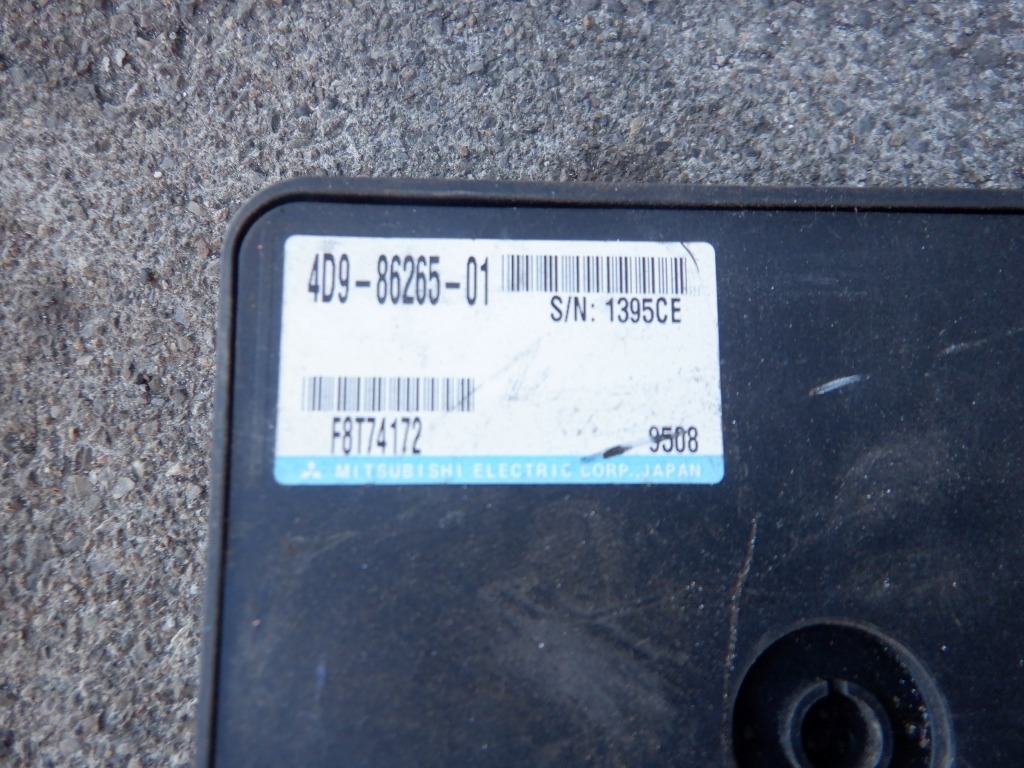 4D9-86265-01
S/N: 1395CE
F8T74172
9508
MITSUBISHI ELECTRIC CORP., JAPAN